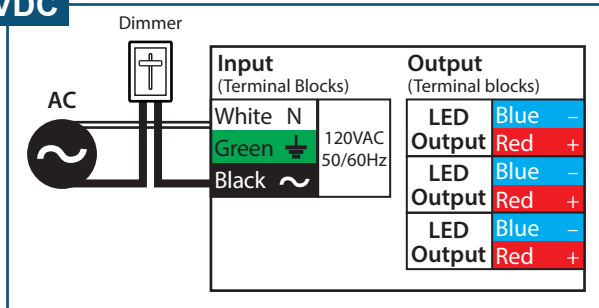 VDC
Dimmer
AC
Input
(Terminal Blocks)
White N
Green
Black
120VAC
50/60Hz
Output
(Terminal blocks)
LED
Output
Blue –
Red +
LED
Output
Blue –
Red +
LED
Output
Blue –
Red +